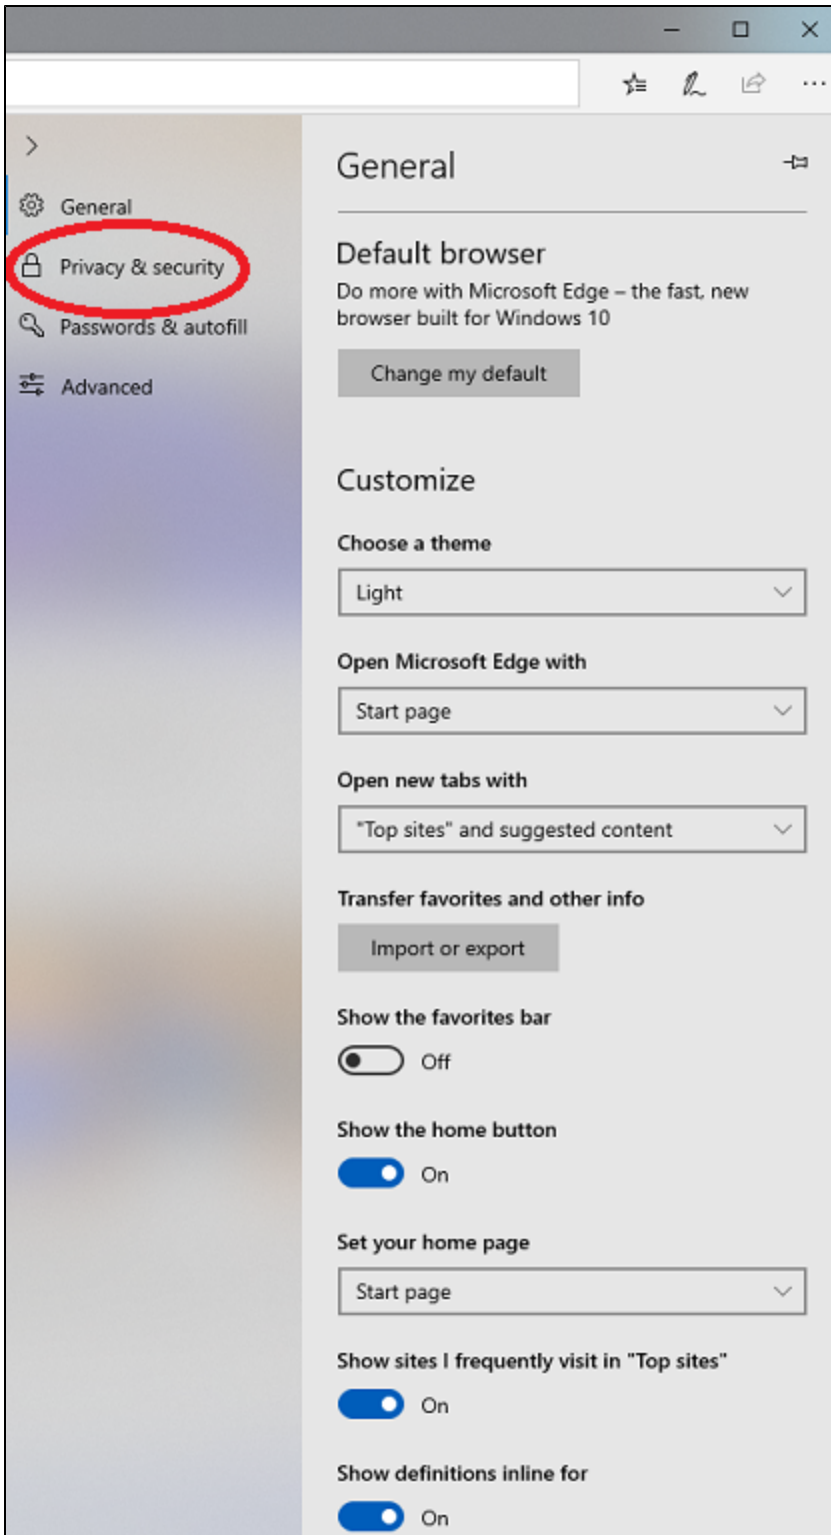 General
Privacy & security
Passwords & autofill
Advanced
General
Default browser
Do more with Microsoft Edge – the fast, new
browser built for Windows 10
Change my default
Customize
Choose a theme
Light
Open Microsoft Edge with
Start page
Open new tabs with
"Top sites" and suggested content
Transfer favorites and other info
Import or export
Show the favorites bar
Off
Show the home button
On
Set your home page
Start page
Show sites I frequently visit in "Top sites"
On
Show definitions inline for
On